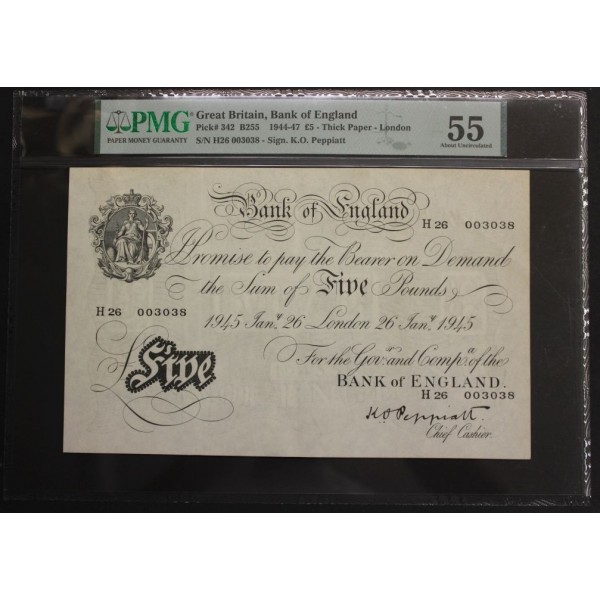 PMG
PAPER MONEY GUARANTY
Great Britain, Bank of England
Pick# 342 B255 1944-47 £5 - Thick Paper - London
S/N H26 003038 - Sign. K.O. Peppiatt
55
About Uncirculated
Bank of England
H 26 003038
I Promise to pay the Bearer on Demand
the Sum of Five Pounds
H 26 003038
1945 Jany. 26 London 26 Jany. 1945
For the Govr. and Compa. of the
BANK of ENGLAND.
£Five
H 26 003038
K.O. Peppiatt.
Chief Cashier.